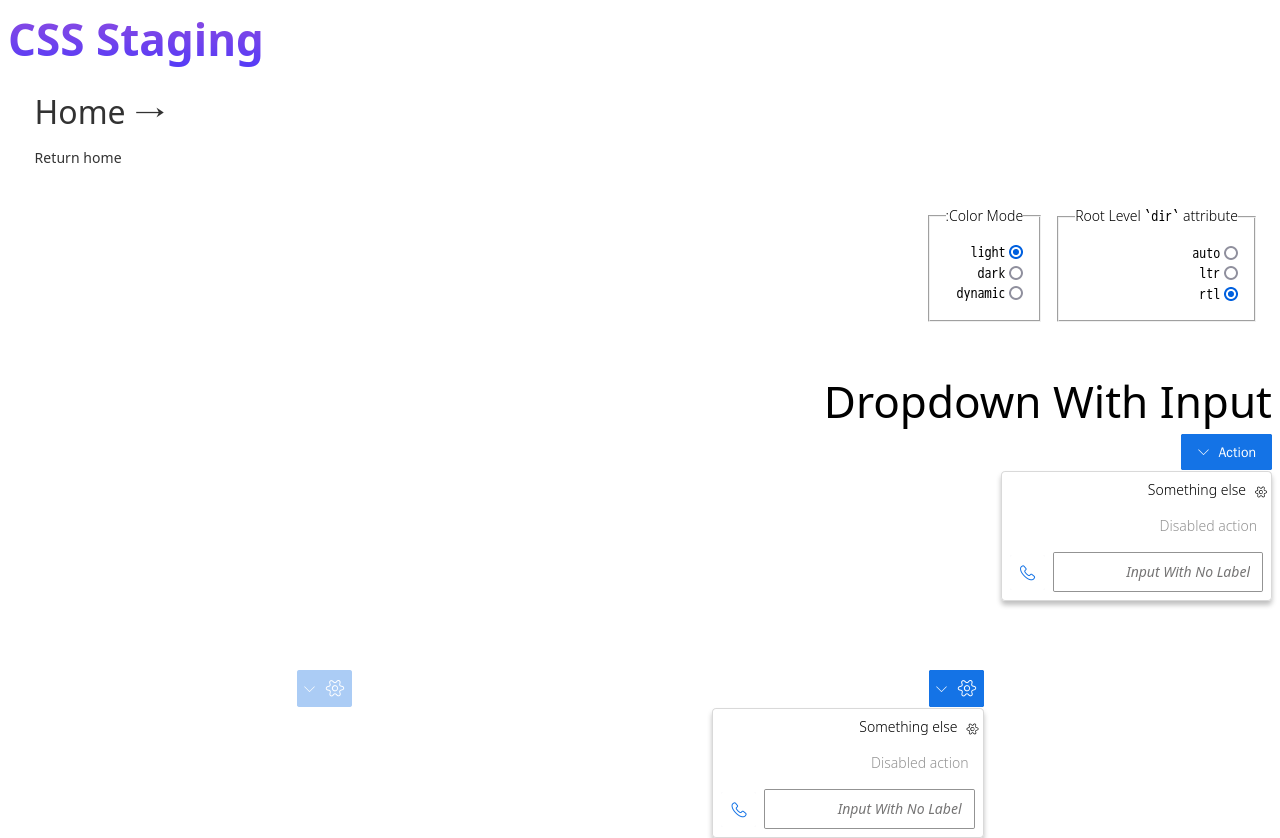 CSS Staging
Home →
Return home
:Color Mode
light
dark
dynamic
Root Level `dir` attribute
auto
ltr
rtl
Dropdown With Input
Action
Something else
Disabled action
Input With No Label
Something else
Disabled action
Input With No Label